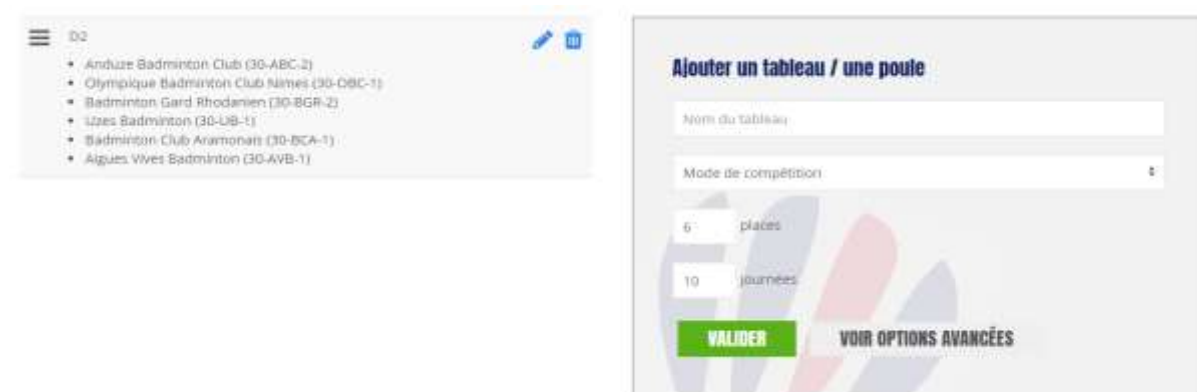 D2
Anduze Badminton Club (30-ABC-2)
Olympique Badminton Club Nimes (30-OBC-1)
Badminton Gard Rhodanien (30-BGR-2)
Uzes Badminton (30-UB-1)
Badminton Club Aramonais (30-BCA-1)
Aigues Vives Badminton (30-AVB-1)
Ajouter un tableau / une poule
Nom du tableau
Mode de compétition
6 places
10 journées
VALIDER VOIR OPTIONS AVANCÉES